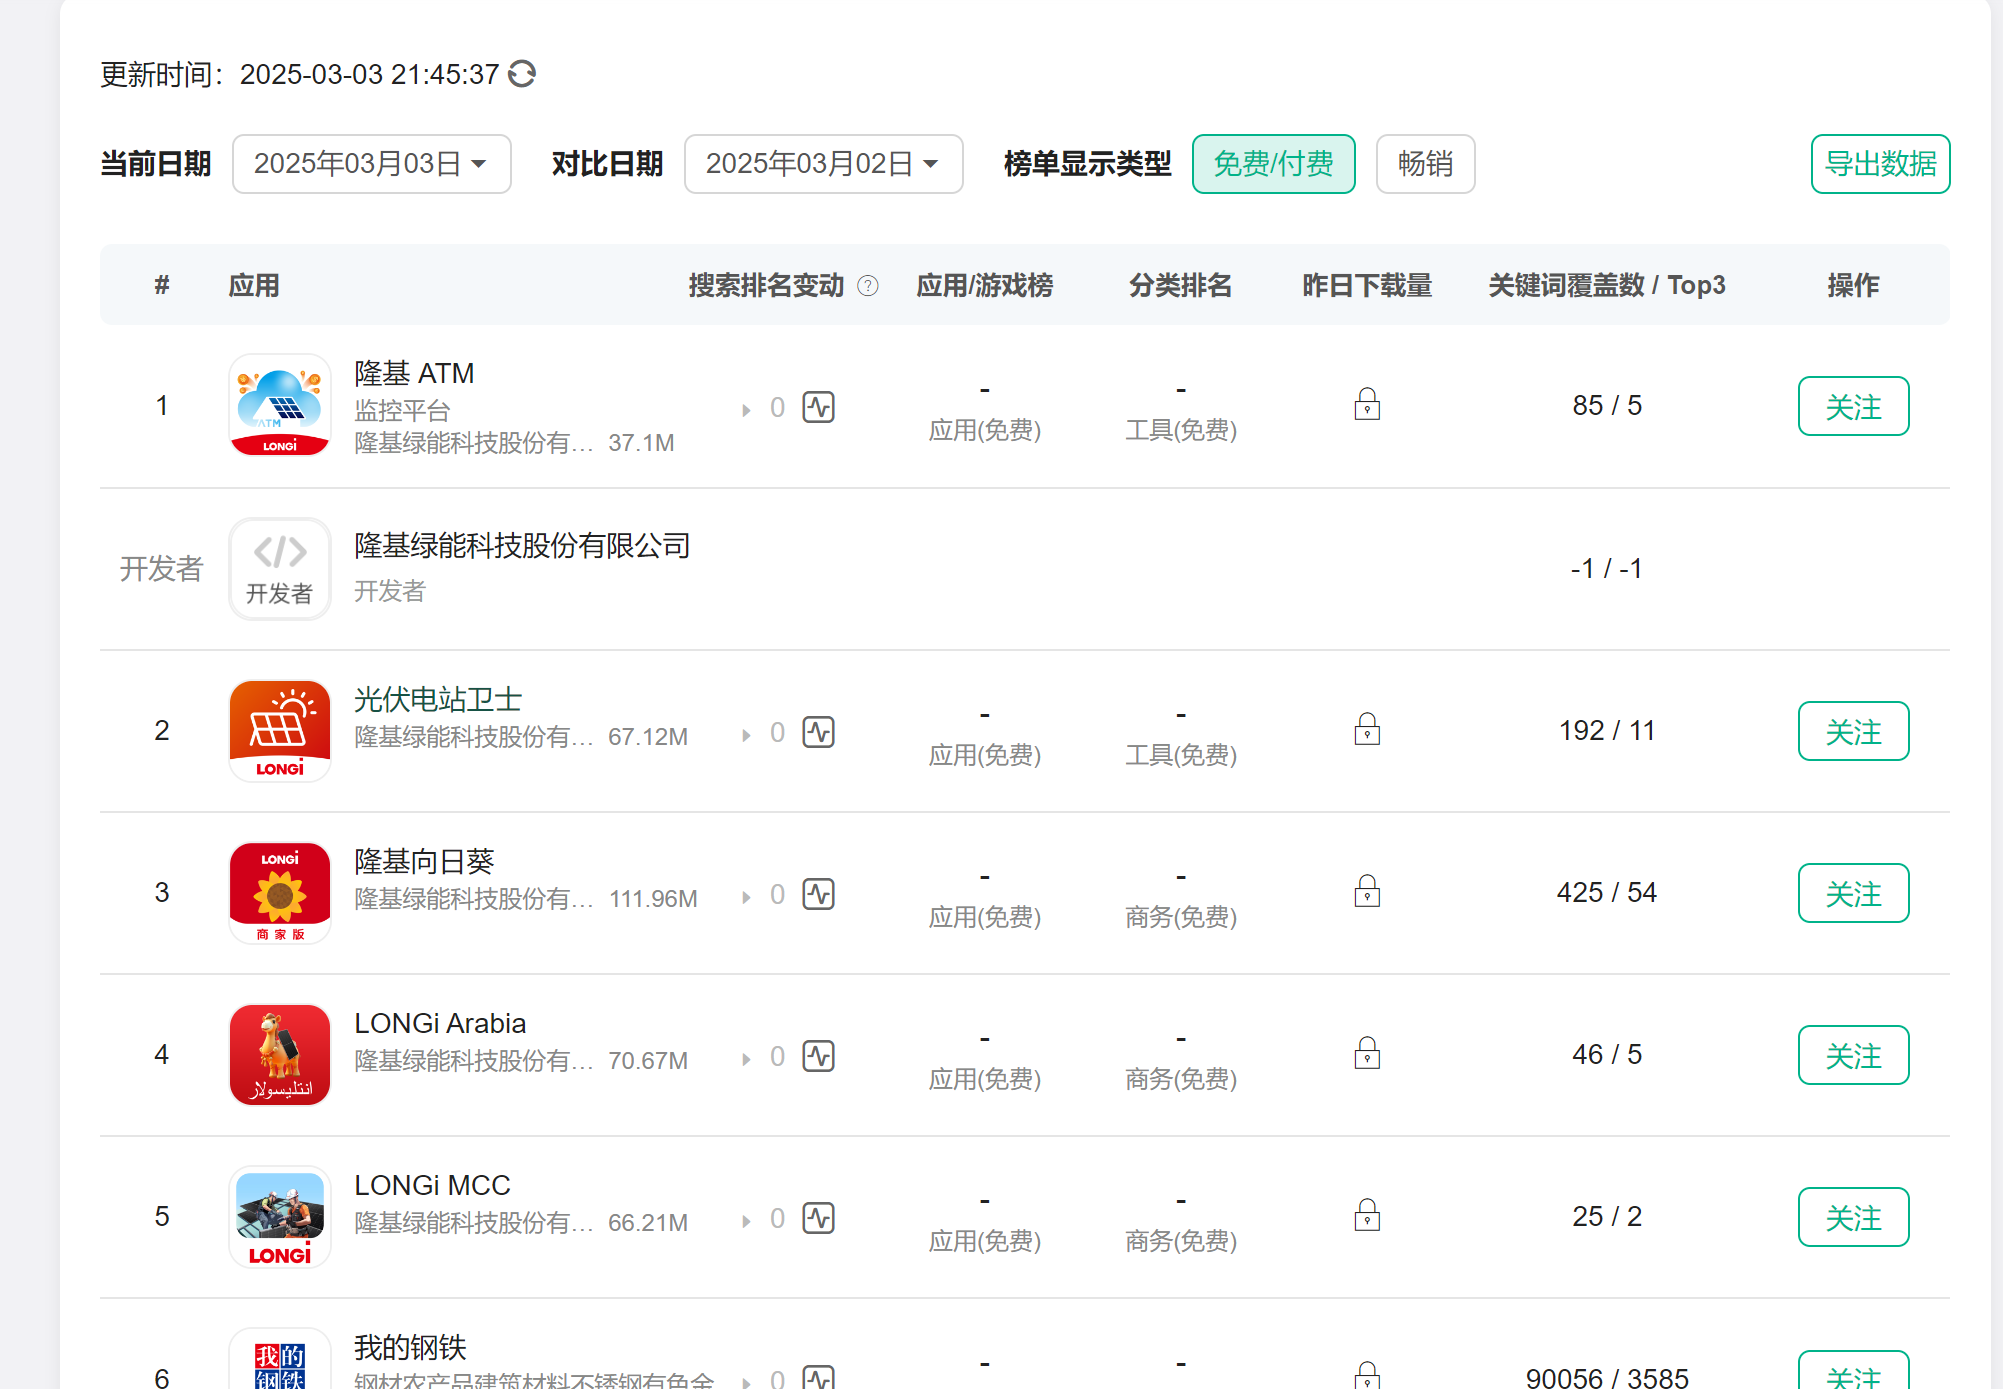 更新时间：2025-03-03 21:45:37
当前日期 2025年03月03日 对比日期 2025年03月02日 榜单显示类型 免费/付费 畅销 导出数据
# 应用 搜索排名变动 ? 应用/游戏榜 分类排名 昨日下载量 关键词覆盖数 / Top3 操作
1
ATM
LONGi
隆基 ATM
监控平台
隆基绿能科技股份有... 37.1M
0
-
应用(免费)
-
工具(免费)
85 / 5
关注
开发者
</>
开发者
隆基绿能科技股份有限公司
开发者
-1 / -1
2
LONGi
光伏电站卫士
隆基绿能科技股份有... 67.12M
0
-
应用(免费)
-
工具(免费)
192 / 11
关注
3
LONGi
商家版
隆基向日葵
隆基绿能科技股份有... 111.96M
0
-
应用(免费)
-
商务(免费)
425 / 54
关注
4
انتليسولار
LONGi Arabia
隆基绿能科技股份有... 70.67M
0
-
应用(免费)
-
商务(免费)
46 / 5
关注
5
LONGi
LONGi MCC
隆基绿能科技股份有... 66.21M
0
-
应用(免费)
-
商务(免费)
25 / 2
关注
6
我的
钢铁
我的钢铁
钢材农产品建筑材料不锈钢有色金
0
-
-
90056 / 3585
关注